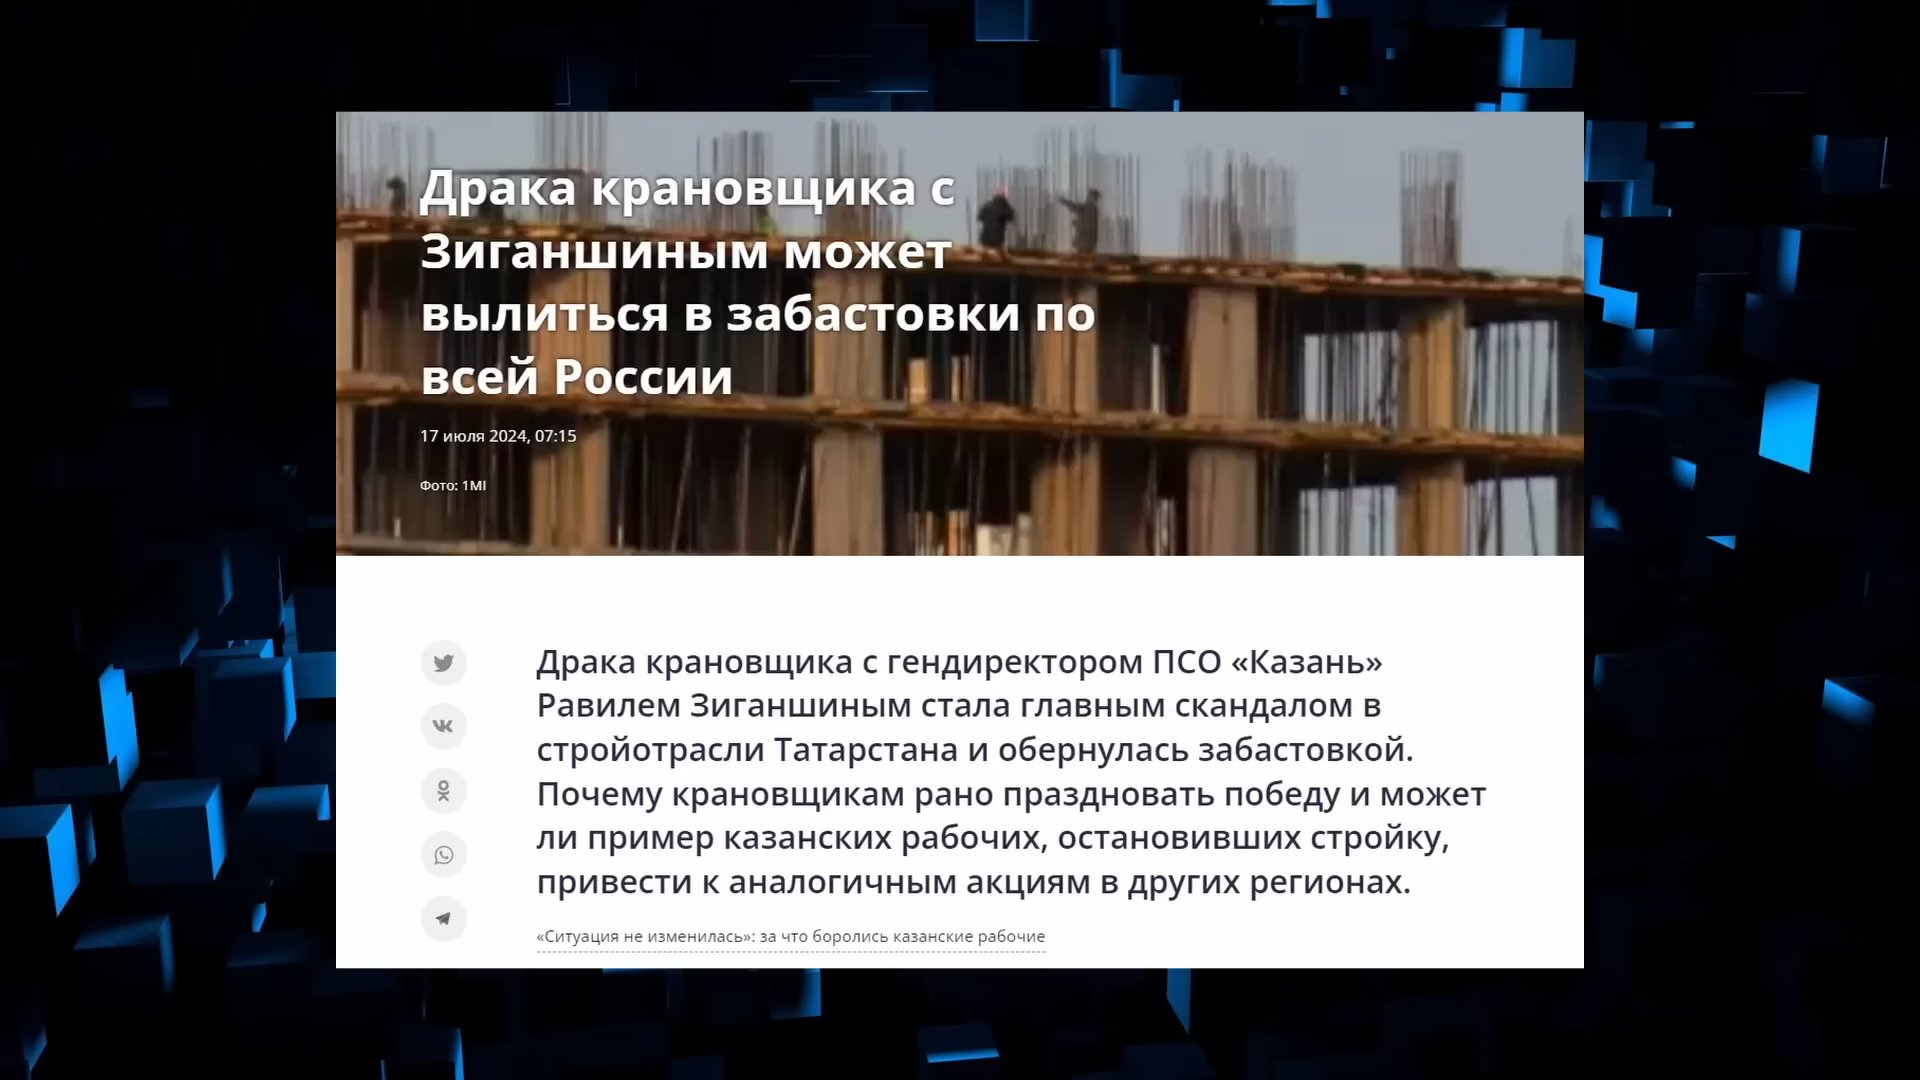 Драка крановщика с
Зиганшиным может
вылиться в забастовки по
всей России
17 июля 2024, 07:15
Фото: 1MI
Драка крановщика с гендиректором ПСО «Казань»
Равилем Зиганшиным стала главным скандалом в
стройотрасли Татарстана и обернулась забастовкой.
Почему крановщикам рано праздновать победу и может
ли пример казанских рабочих, остановивших стройку,
привести к аналогичным акциям в других регионах.
«Ситуация не изменилась»: за что боролись казанские рабочие